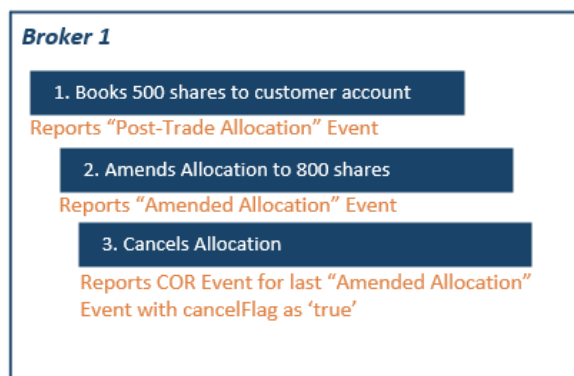 Broker 1
1. Books 500 shares to customer account
Reports “Post-Trade Allocation” Event
2. Amends Allocation to 800 shares
Reports “Amended Allocation” Event
3. Cancels Allocation
Reports COR Event for last “Amended Allocation”
Event with cancelFlag as ‘true’